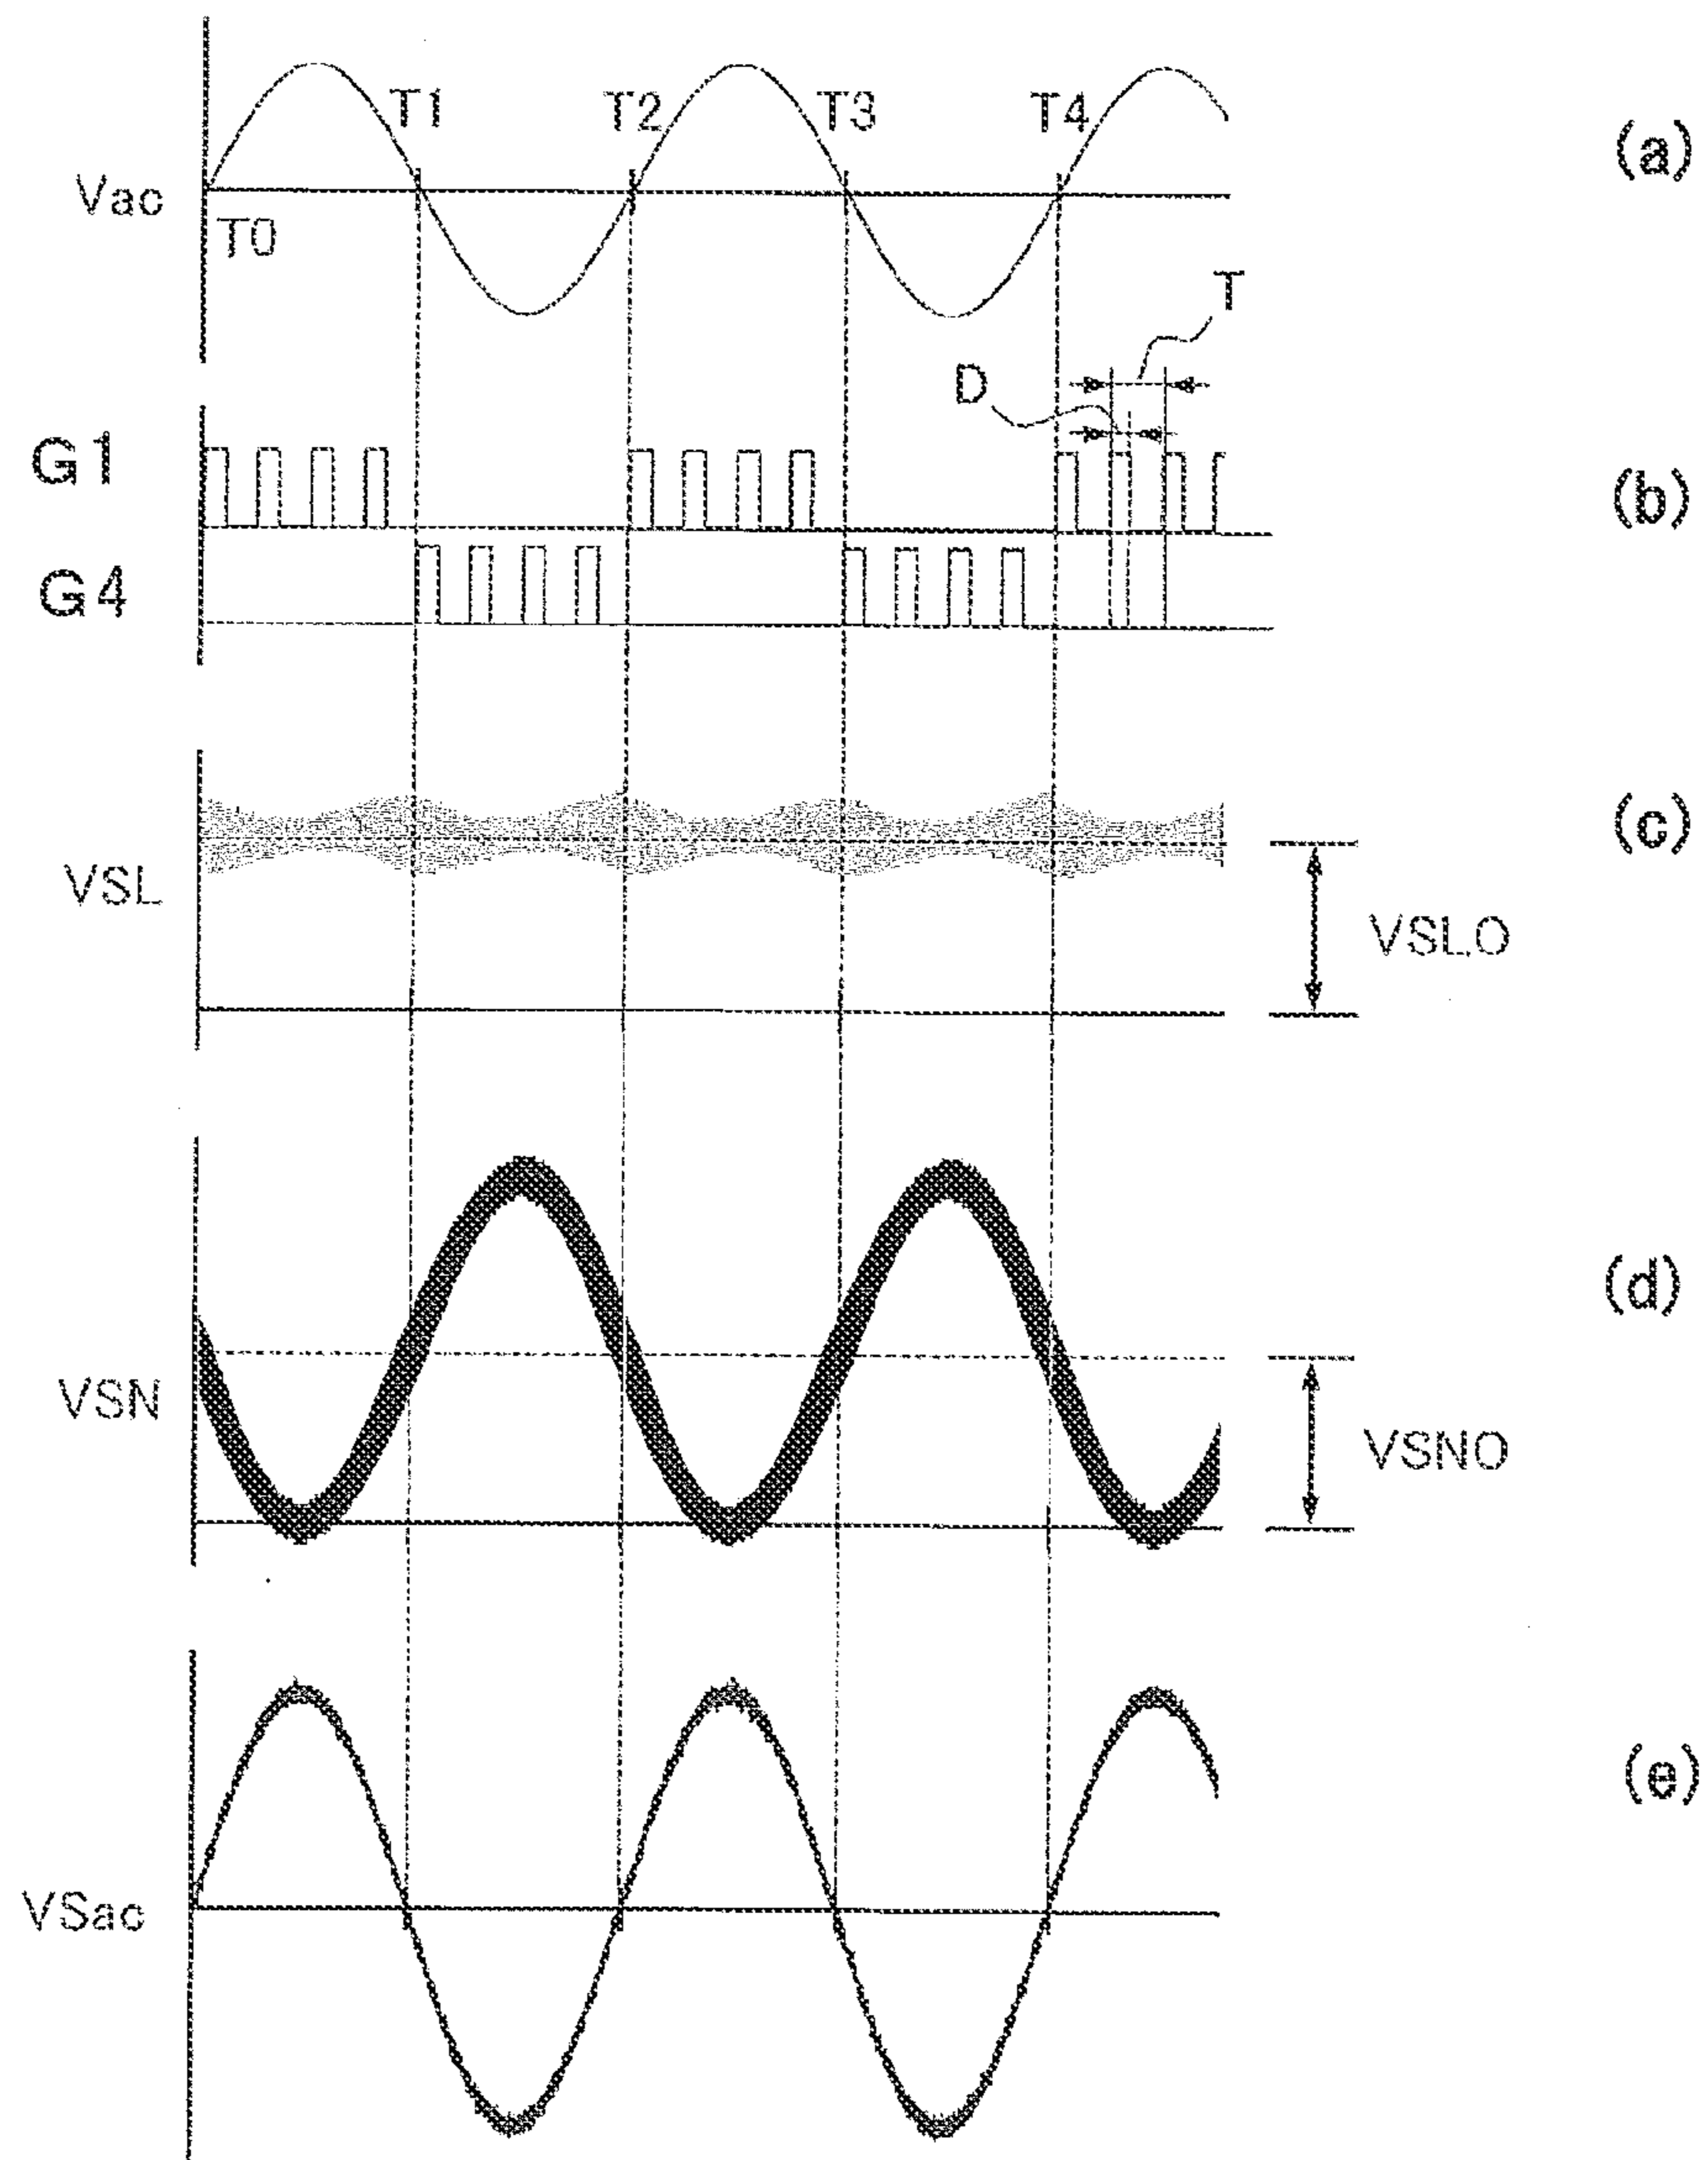 T1 T2 T3 T4
(a)
Vac
T0
T
D
G1
(b)
G4
(c)
VSL
VSLO
(d)
VSN
VSNO
(e)
VSac